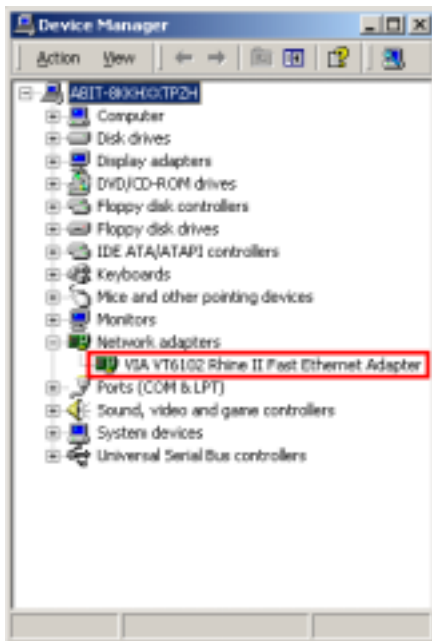 Device Manager
Action View
Computer
Disk drives
Display adapters
DVD/CD-ROM drives
Floppy disk controllers
Floppy disk drives
IDE ATA/ATAPI controllers
Keyboards
Mice and other pointing devices
Monitors
Network adapters
VIA VT6102 Rhine II Fast Ethernet Adapter
Ports (COM & LPT)
Sound, video and game controllers
System devices
Universal Serial Bus controllers